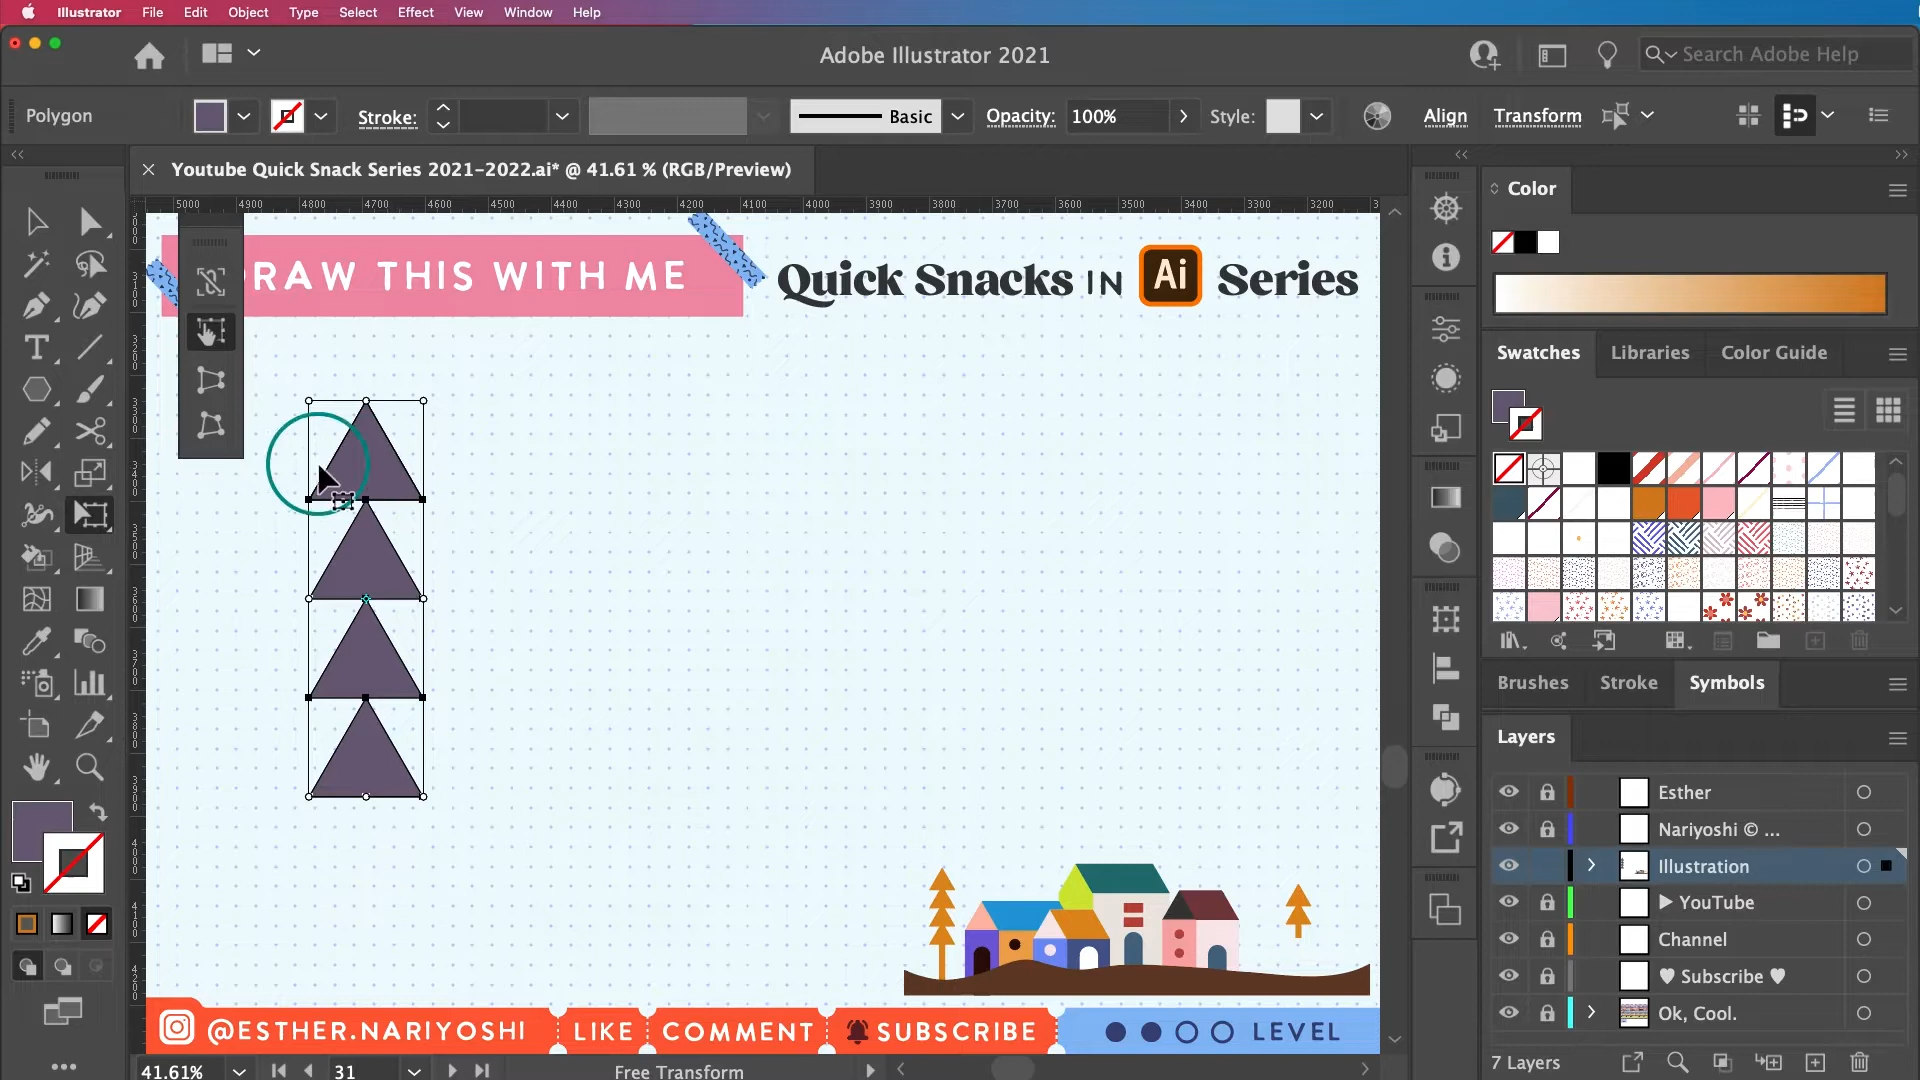 Illustrator File Edit Object Type Select Effect View Window Help
Adobe Illustrator 2021
Search Adobe Help
Polygon
Stroke:
Basic
Opacity: 100%
Style:
Align
Transform
Youtube Quick Snack Series 2021-2022.ai* @ 41.61 % (RGB/Preview)
5000 4900 4800 4700 4600 4500 4400 4300 4200 4100 4000 3900 3800 3700 3600 3500 3400 3300 3200
RAW THIS WITH ME
Quick Snacks IN Ai Series
Color
Swatches Libraries Color Guide
Brushes Stroke Symbols
Layers
Esther
Nariyoshi © ...
Illustration
▶ YouTube
Channel
♥ Subscribe ♥
Ok, Cool.
7 Layers
@ESTHER.NARIYOSHI LIKE COMMENT SUBSCRIBE LEVEL
41.61% 31 Free Transform